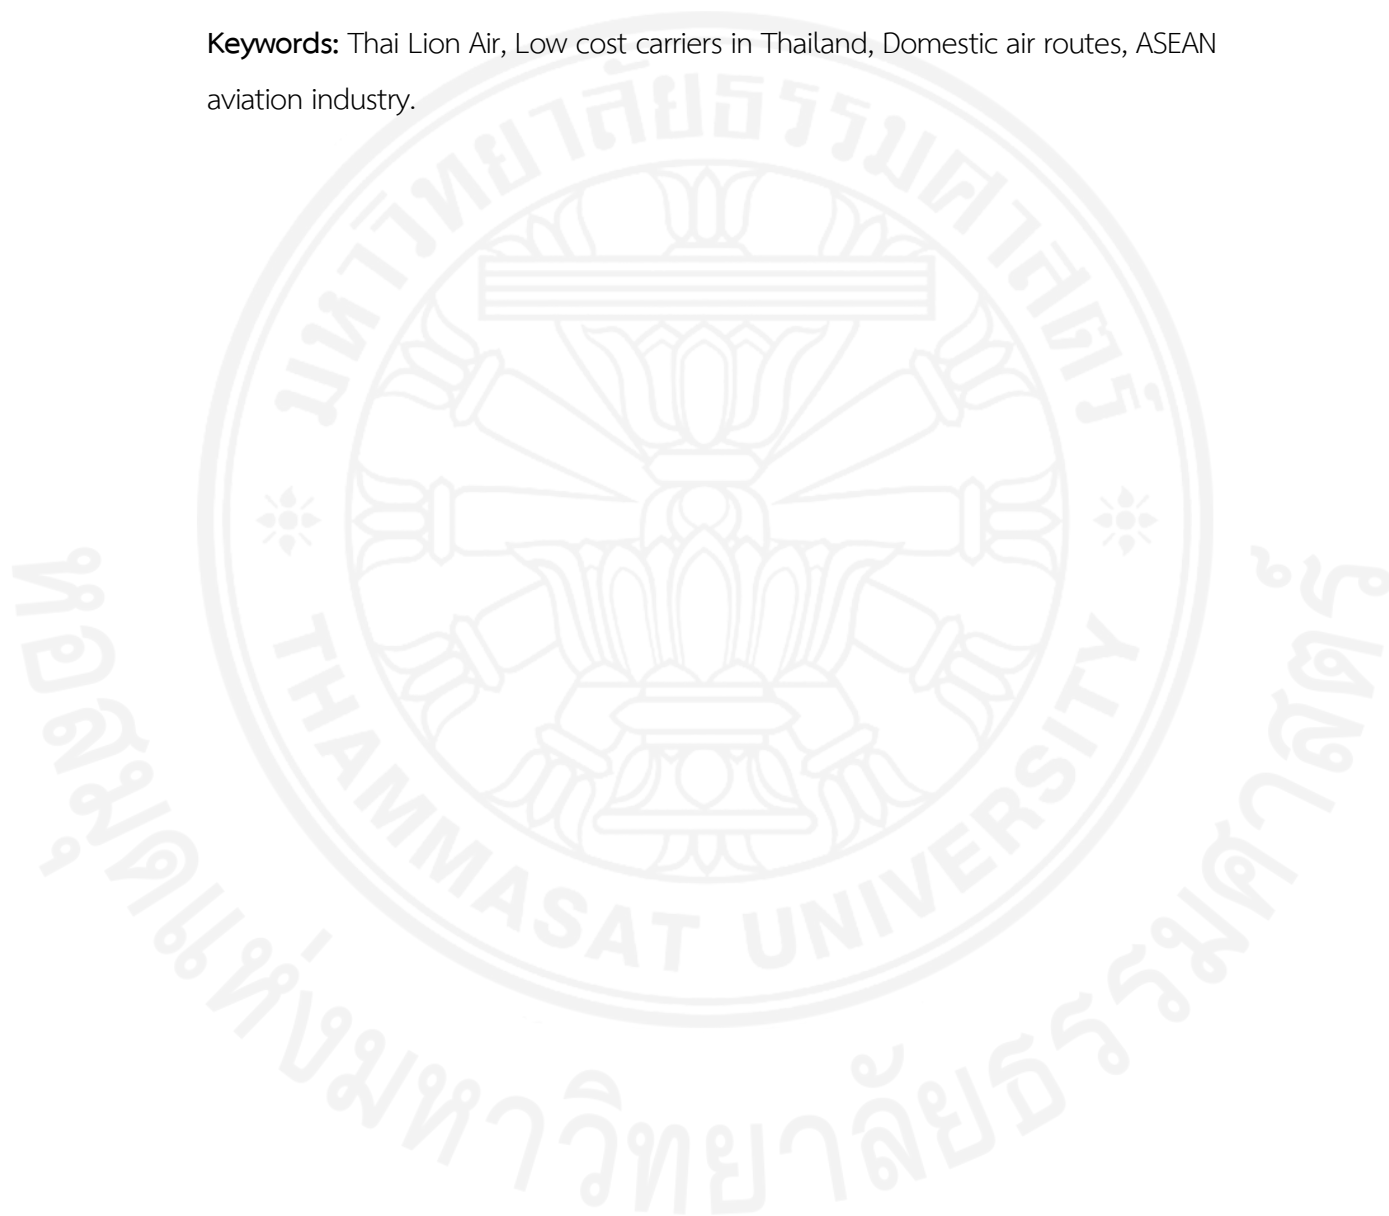 Keywords: Thai Lion Air, Low cost carriers in Thailand, Domestic air routes, ASEAN
aviation industry.
มหาวิทยาลัยธรรมศาสตร์
THAMMASAT UNIVERSITY
หอสมุดแห่งมหาวิทยาลัยธรรมศาสตร์